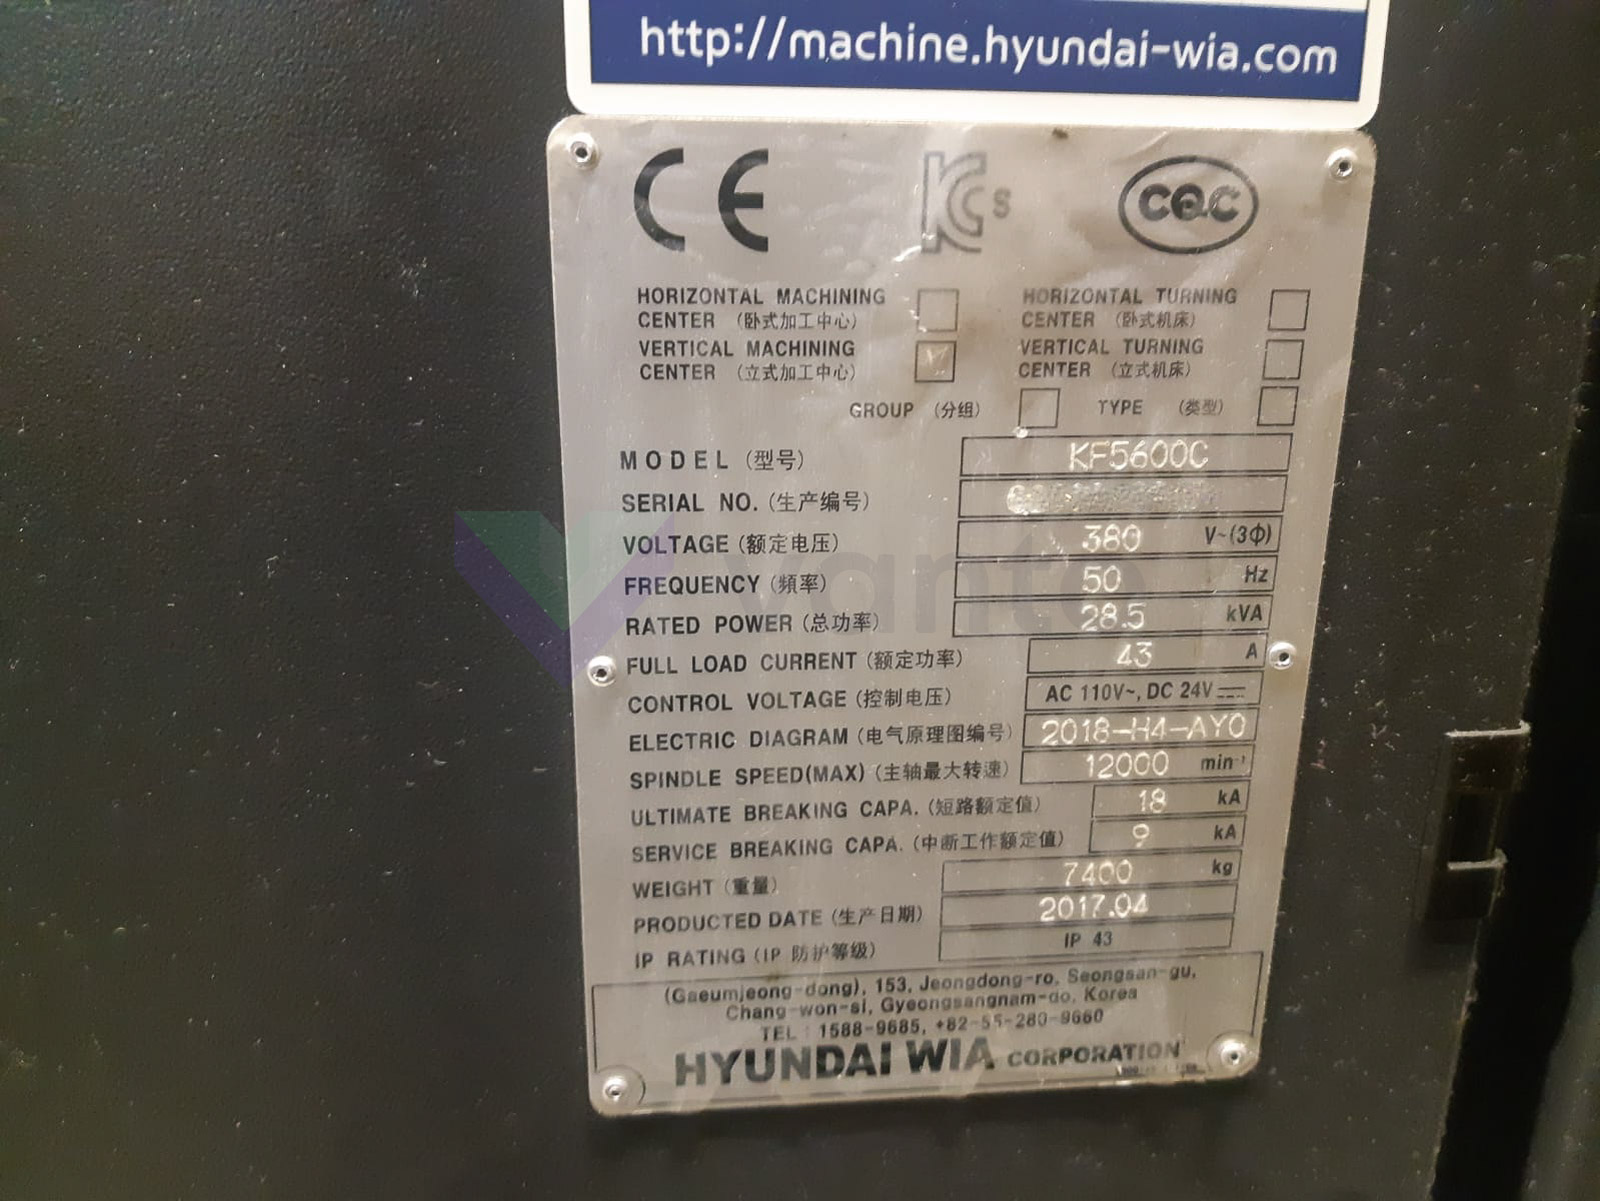 http://machine.hyundai-wia.com
CE
KCs
CQC
HORIZONTAL MACHINING
CENTER (卧式加工中心)
HORIZONTAL TURNING
CENTER (卧式机床)
VERTICAL MACHINING
CENTER (立式加工中心)
VERTICAL TURNING
CENTER (立式机床)
GROUP (分组) TYPE (类型)
MODEL (型号) KF5600C
SERIAL NO. (生产编号)
VOLTAGE (额定电压) 380 V~(3Φ)
FREQUENCY (頻率) 50 Hz
RATED POWER (总功率) 28.5 kVA
FULL LOAD CURRENT (额定功率) 43 A
CONTROL VOLTAGE (控制电压) AC 110V~, DC 24V
ELECTRIC DIAGRAM (电气原理图编号) 2018-H4-AY0
SPINDLE SPEED(MAX) (主轴最大转速) 12000 min⁻¹
ULTIMATE BREAKING CAPA. (短路额定值) 18 kA
SERVICE BREAKING CAPA. (中断工作额定值) 9 kA
WEIGHT (重量) 7400 kg
PRODUCTED DATE (生产日期) 2017.04
IP RATING (IP 防护等级) IP 43
(Gaeumjeong-dong), 153, Jeongdong-ro, Seongsan-gu,
Chang-won-si, Gyeongsangnam-do, Korea
TEL : 1588-9685, +82-55-280-9660
HYUNDAI WIA CORPORATION
vanto